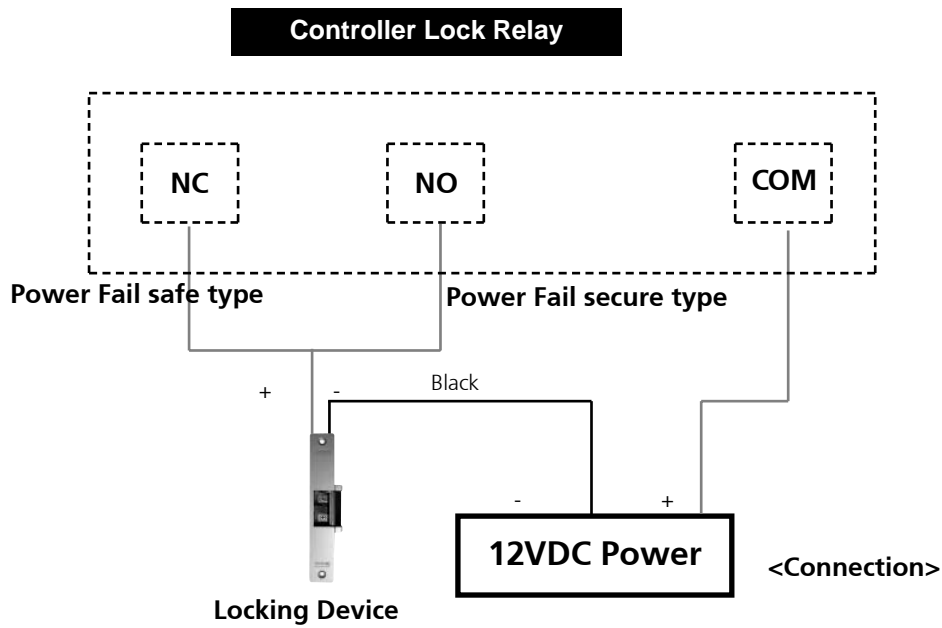 Controller Lock Relay
NC
NO
COM
Power Fail safe type
Power Fail secure type
+
-
Black
-
+
12VDC Power
<Connection>
Locking Device